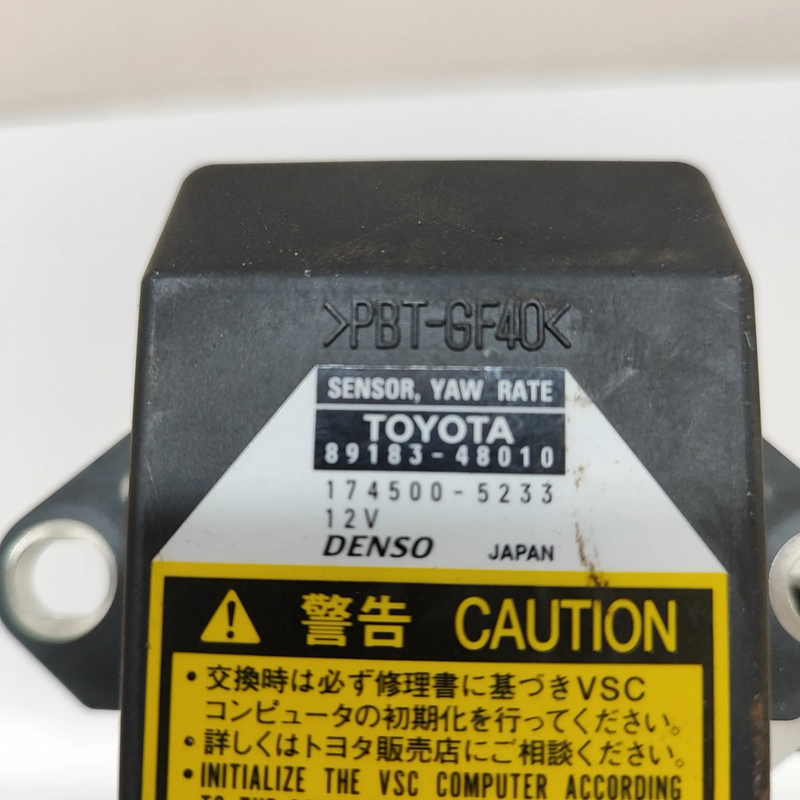 >PBT-GF40<
SENSOR, YAW RATE
TOYOTA
89183-48010
174500-5233
12V
DENSO JAPAN
警告 CAUTION
・交換時は必ず修理書に基づきVSC
コンピュータの初期化を行ってください。
・詳しくはトヨタ販売店にご相談ください。
・INITIALIZE THE VSC COMPUTER ACCORDING
TO THE